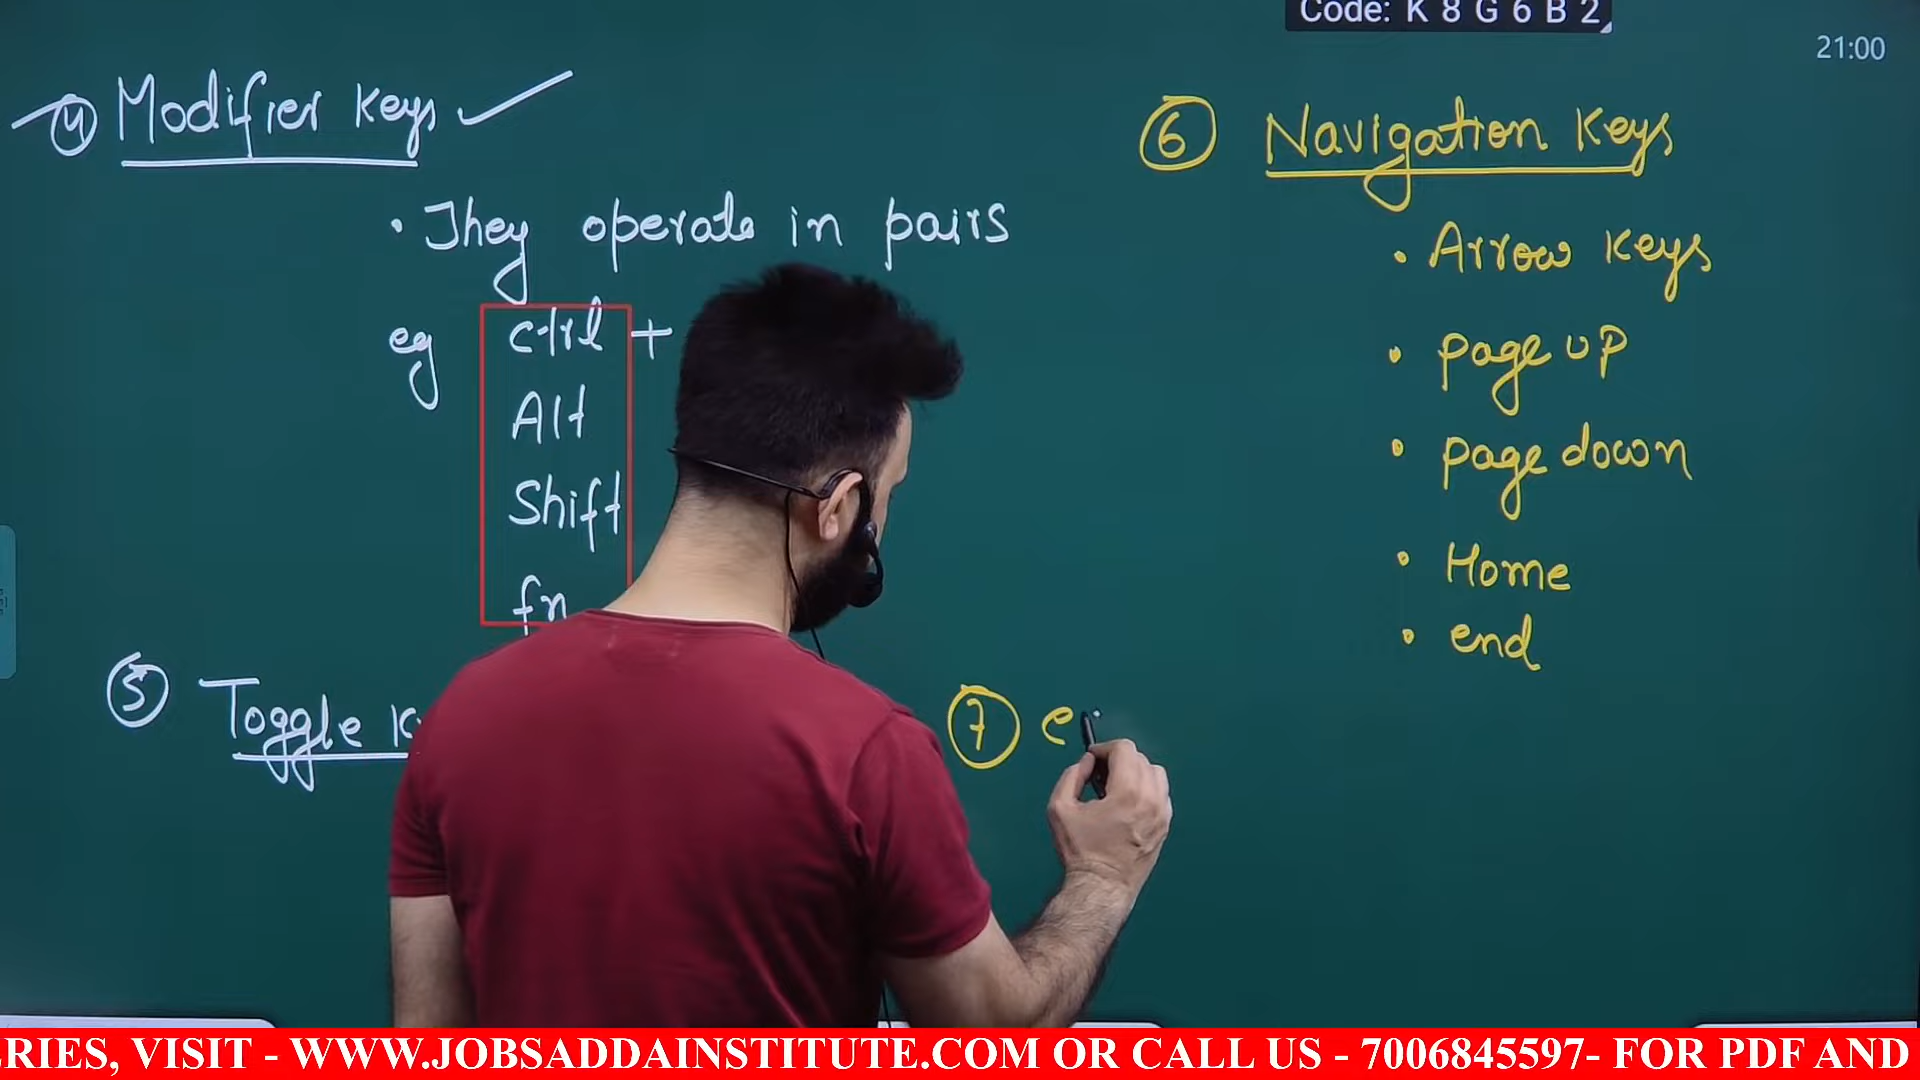 Code: K 8 G 6 B 2
21:00
④ Modifier Keys
• They operate in pairs
eg ctrl +
Alt
Shift
fn
⑤ Toggle K
⑥ Navigation Keys
• Arrow Keys
• page up
• page down
• Home
• end
⑦ e
ERIES, VISIT - WWW.JOBSADDAINSTITUTE.COM OR CALL US - 7006845597- FOR PDF AND